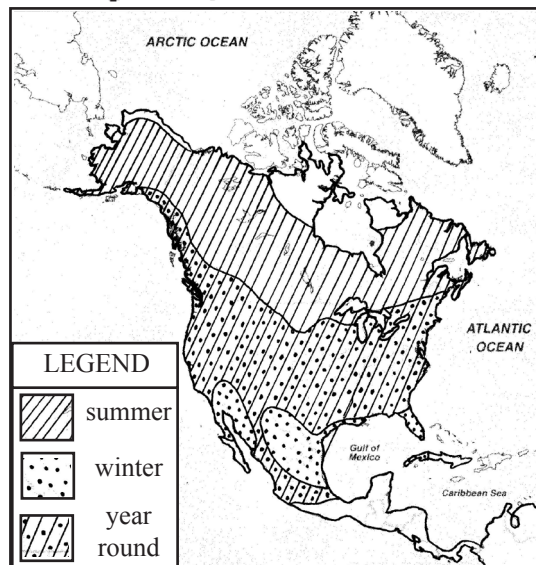 ARCTIC OCEAN
ATLANTIC
OCEAN
LEGEND
summer
winter
year
round
Gulf of
Mexico
Caribbean Sea